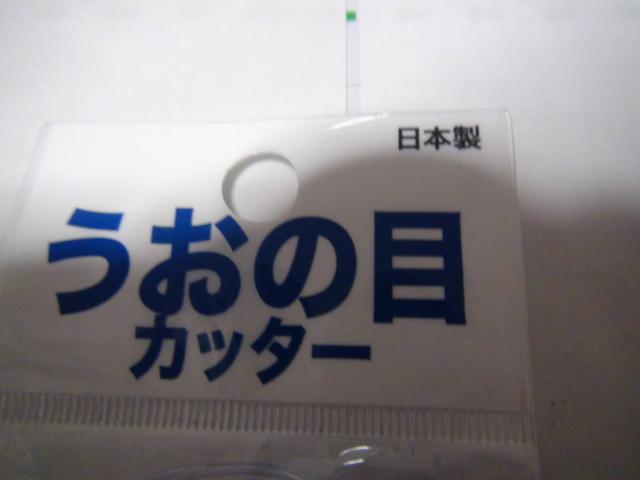 日本製
うおの目
カッター